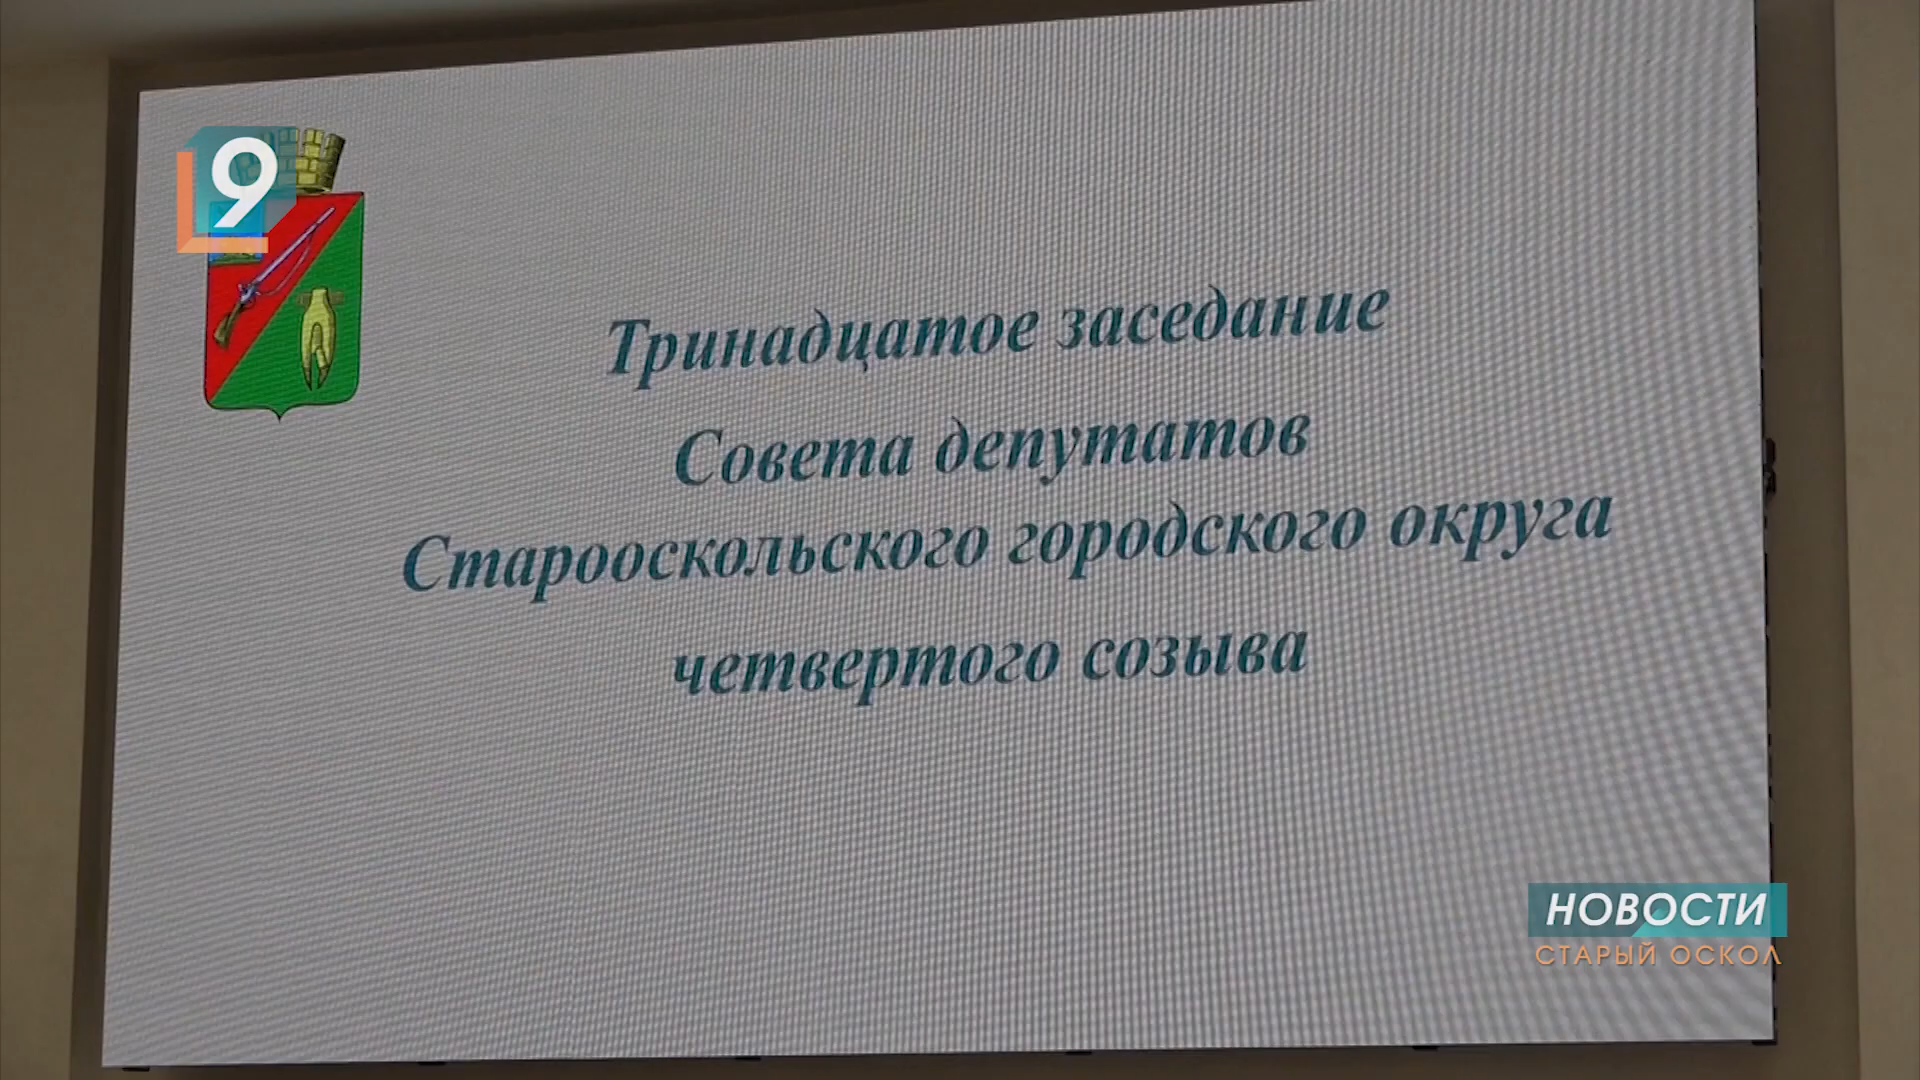 9
Тринадцатое заседание
Совета депутатов
Старооскольского городского округа
четвертого созыва
НОВОСТИ
СТАРЫЙ ОСКОЛ